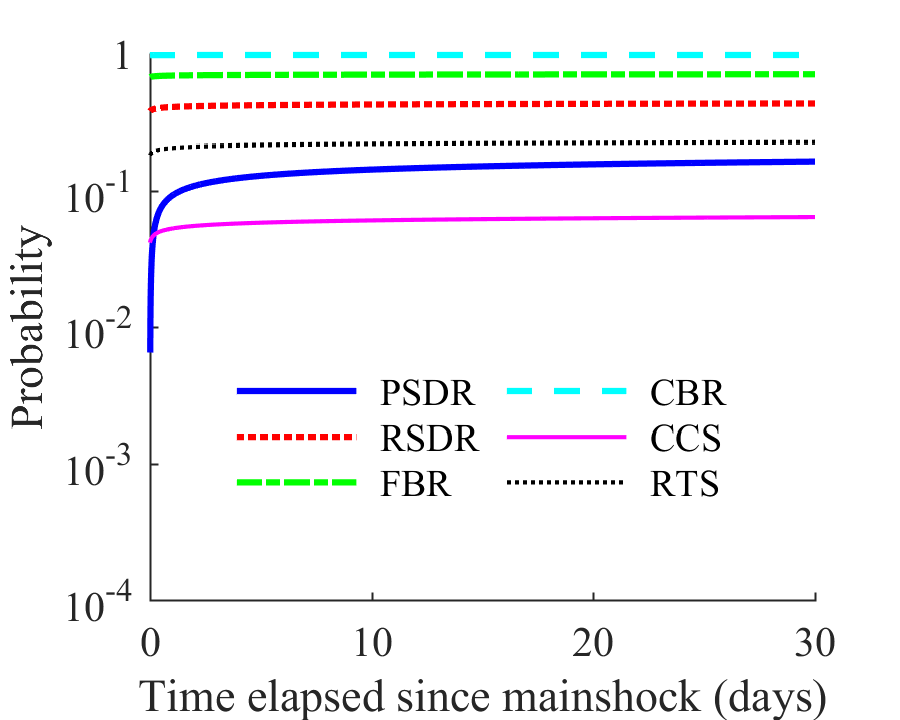 1
10^-1
10^-2
10^-3
10^-4
Probability
PSDR
RSDR
FBR
CBR
CCS
RTS
0 10 20 30
Time elapsed since mainshock (days)